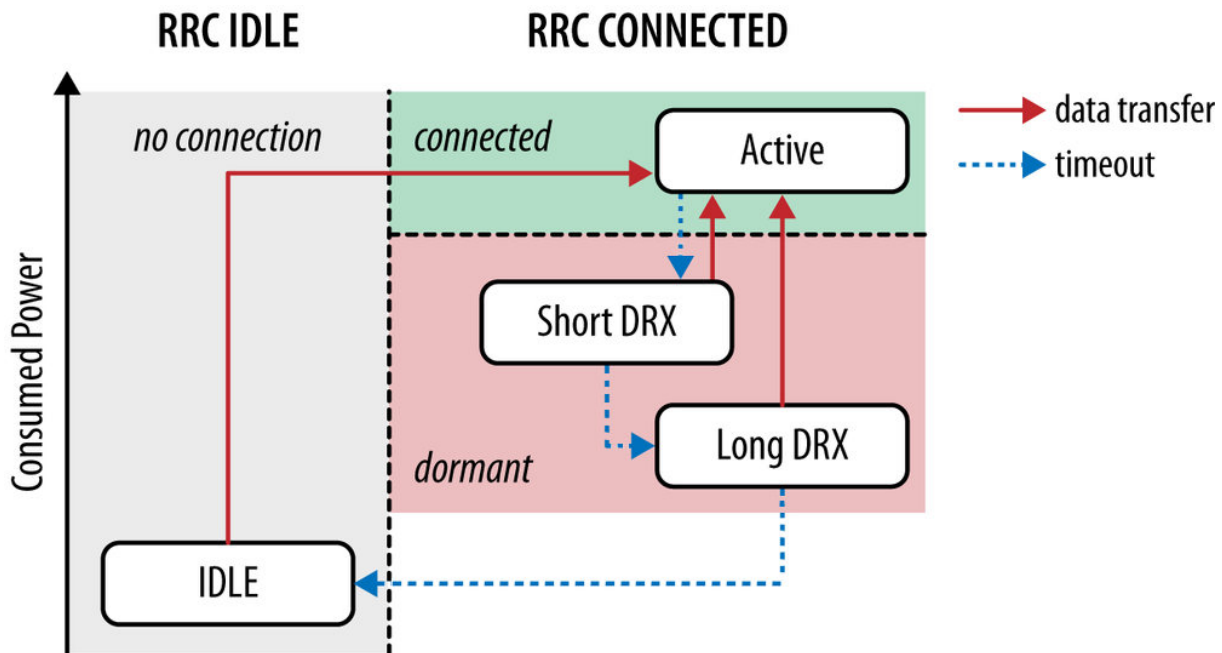 RRC IDLE
RRC CONNECTED
no connection
connected
Active
data transfer
timeout
Short DRX
Long DRX
dormant
IDLE
Consumed Power